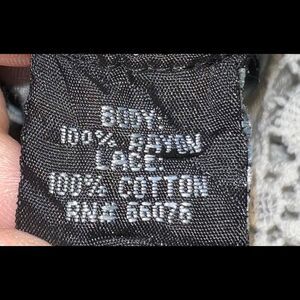 BODY:
100% RAYON
LACE:
100% COTTON
RN# 66076